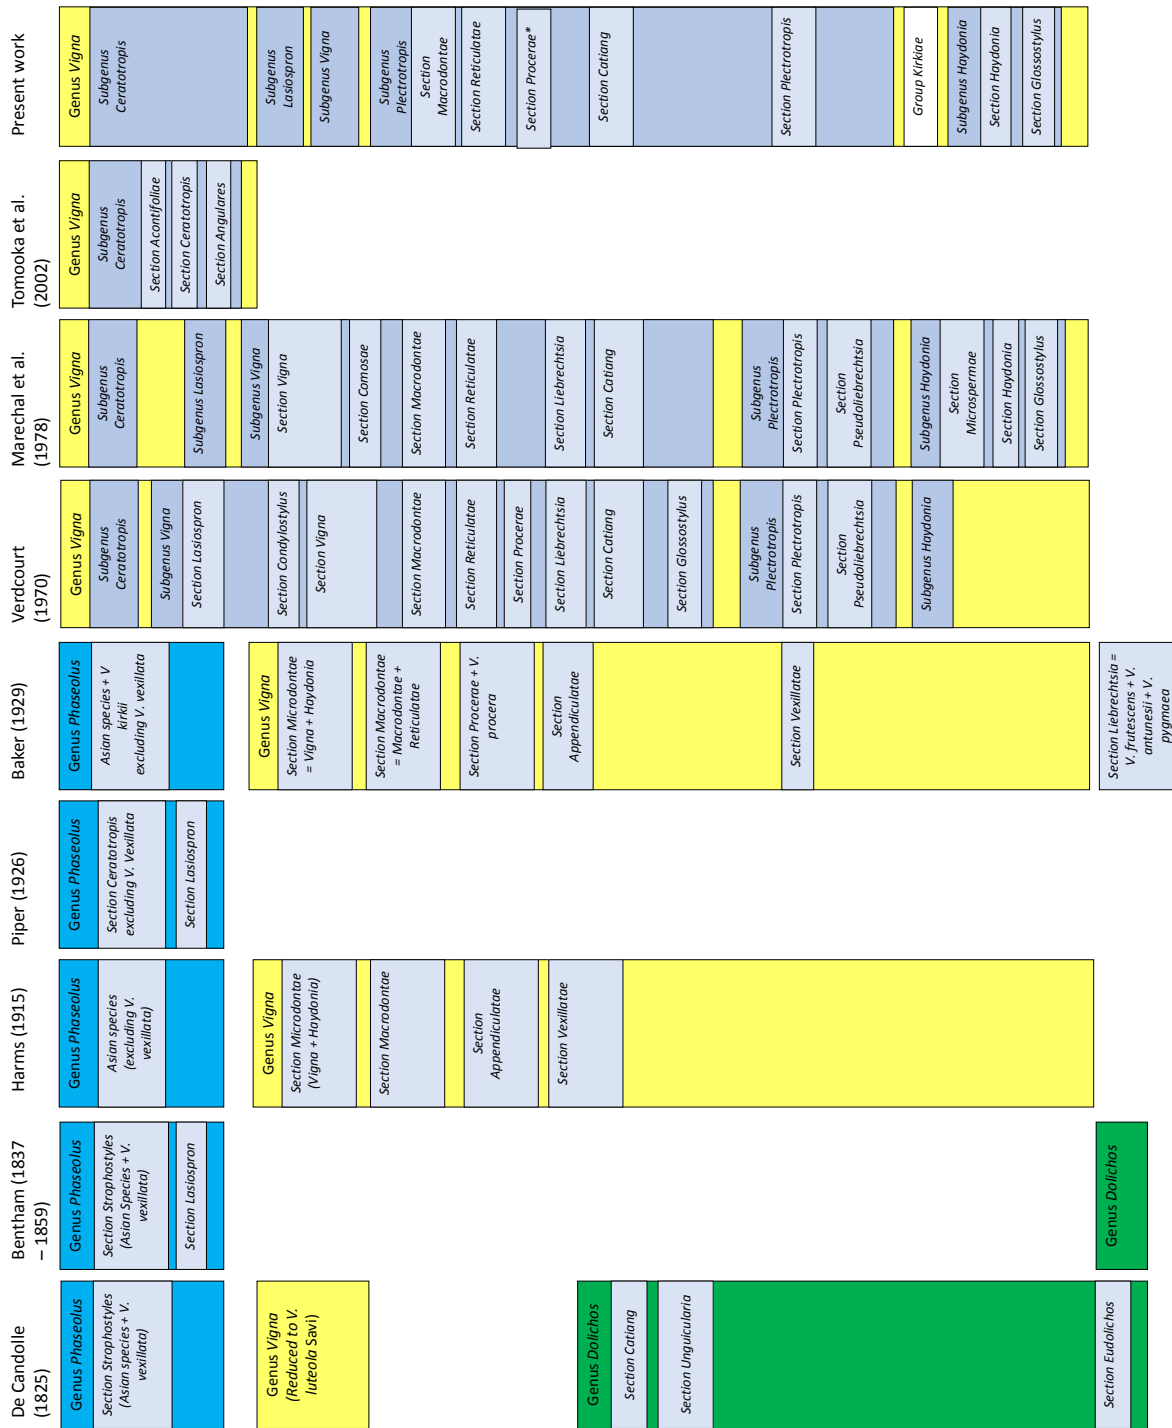 De Candolle
(1825)
Genus Phaseolus
Section Strophostyles
(Asian species + V.
vexillata)
Genus Vigna
(Reduced to V.
luteola Savi)
Genus Dolichos
Section Catiang
Section Unguicularia
Section Eudolichos
Bentham (1837
– 1859)
Genus Phaseolus
Section Strophostyles
(Asian Species + V.
vexillata)
Section Lasiospron
Genus Dolichos
Harms (1915)
Genus Phaseolus
Asian species
(excluding V.
vexillata)
Genus Vigna
Section Microdontae
(Vigna + Haydonia)
Section Macrodontae
Section
Appendiculatae
Section Vexillatae
Piper (1926)
Genus Phaseolus
Section Ceratotropis
excluding V. Vexillata
Section Lasiospron
Baker (1929)
Genus Phaseolus
Asian species + V
kirkii
excluding V. vexillata
Genus Vigna
Section Microdontae
= Vigna + Haydonia
Section Macrodontae
= Macrodontae +
Reticulatae
Section Procerae + V.
procera
Section
Appendiculatae
Section Vexillatae
Section Liebrechtsia =
V. frutescens + V.
antunesii + V.
pygmaea
Verdcourt
(1970)
Genus Vigna
Subgenus
Ceratotropis
Subgenus Vigna
Section Lasiospron
Section Condylostylus
Section Vigna
Section Macrodontae
Section Reticulatae
Section Procerae
Section Liebrechtsia
Section Catiang
Section Glossostylus
Subgenus
Plectrotropis
Section Plectrotropis
Section
Pseudoliebrechtsia
Subgenus Haydonia
Marechal et al.
(1978)
Genus Vigna
Subgenus
Ceratotropis
Subgenus Lasiospron
Subgenus Vigna
Section Vigna
Section Comosae
Section Macrodontae
Section Reticulatae
Section Liebrechtsia
Section Catiang
Subgenus
Plectrotropis
Section Plectrotropis
Section
Pseudoliebrechtsia
Subgenus Haydonia
Section
Microspermae
Section Haydonia
Section Glossostylus
Tomooka et al.
(2002)
Genus Vigna
Subgenus
Ceratotropis
Section Acontifoliae
Section Ceratotropis
Section Angulares
Present work
Genus Vigna
Subgenus
Ceratotropis
Subgenus
Lasiospron
Subgenus Vigna
Subgenus
Plectrotropis
Section
Macrodontae
Section Reticulatae
Section Procerae*
Section Catiang
Section Plectrotropis
Group Kirkiae
Subgenus Haydonia
Section Haydonia
Section Glossostylus